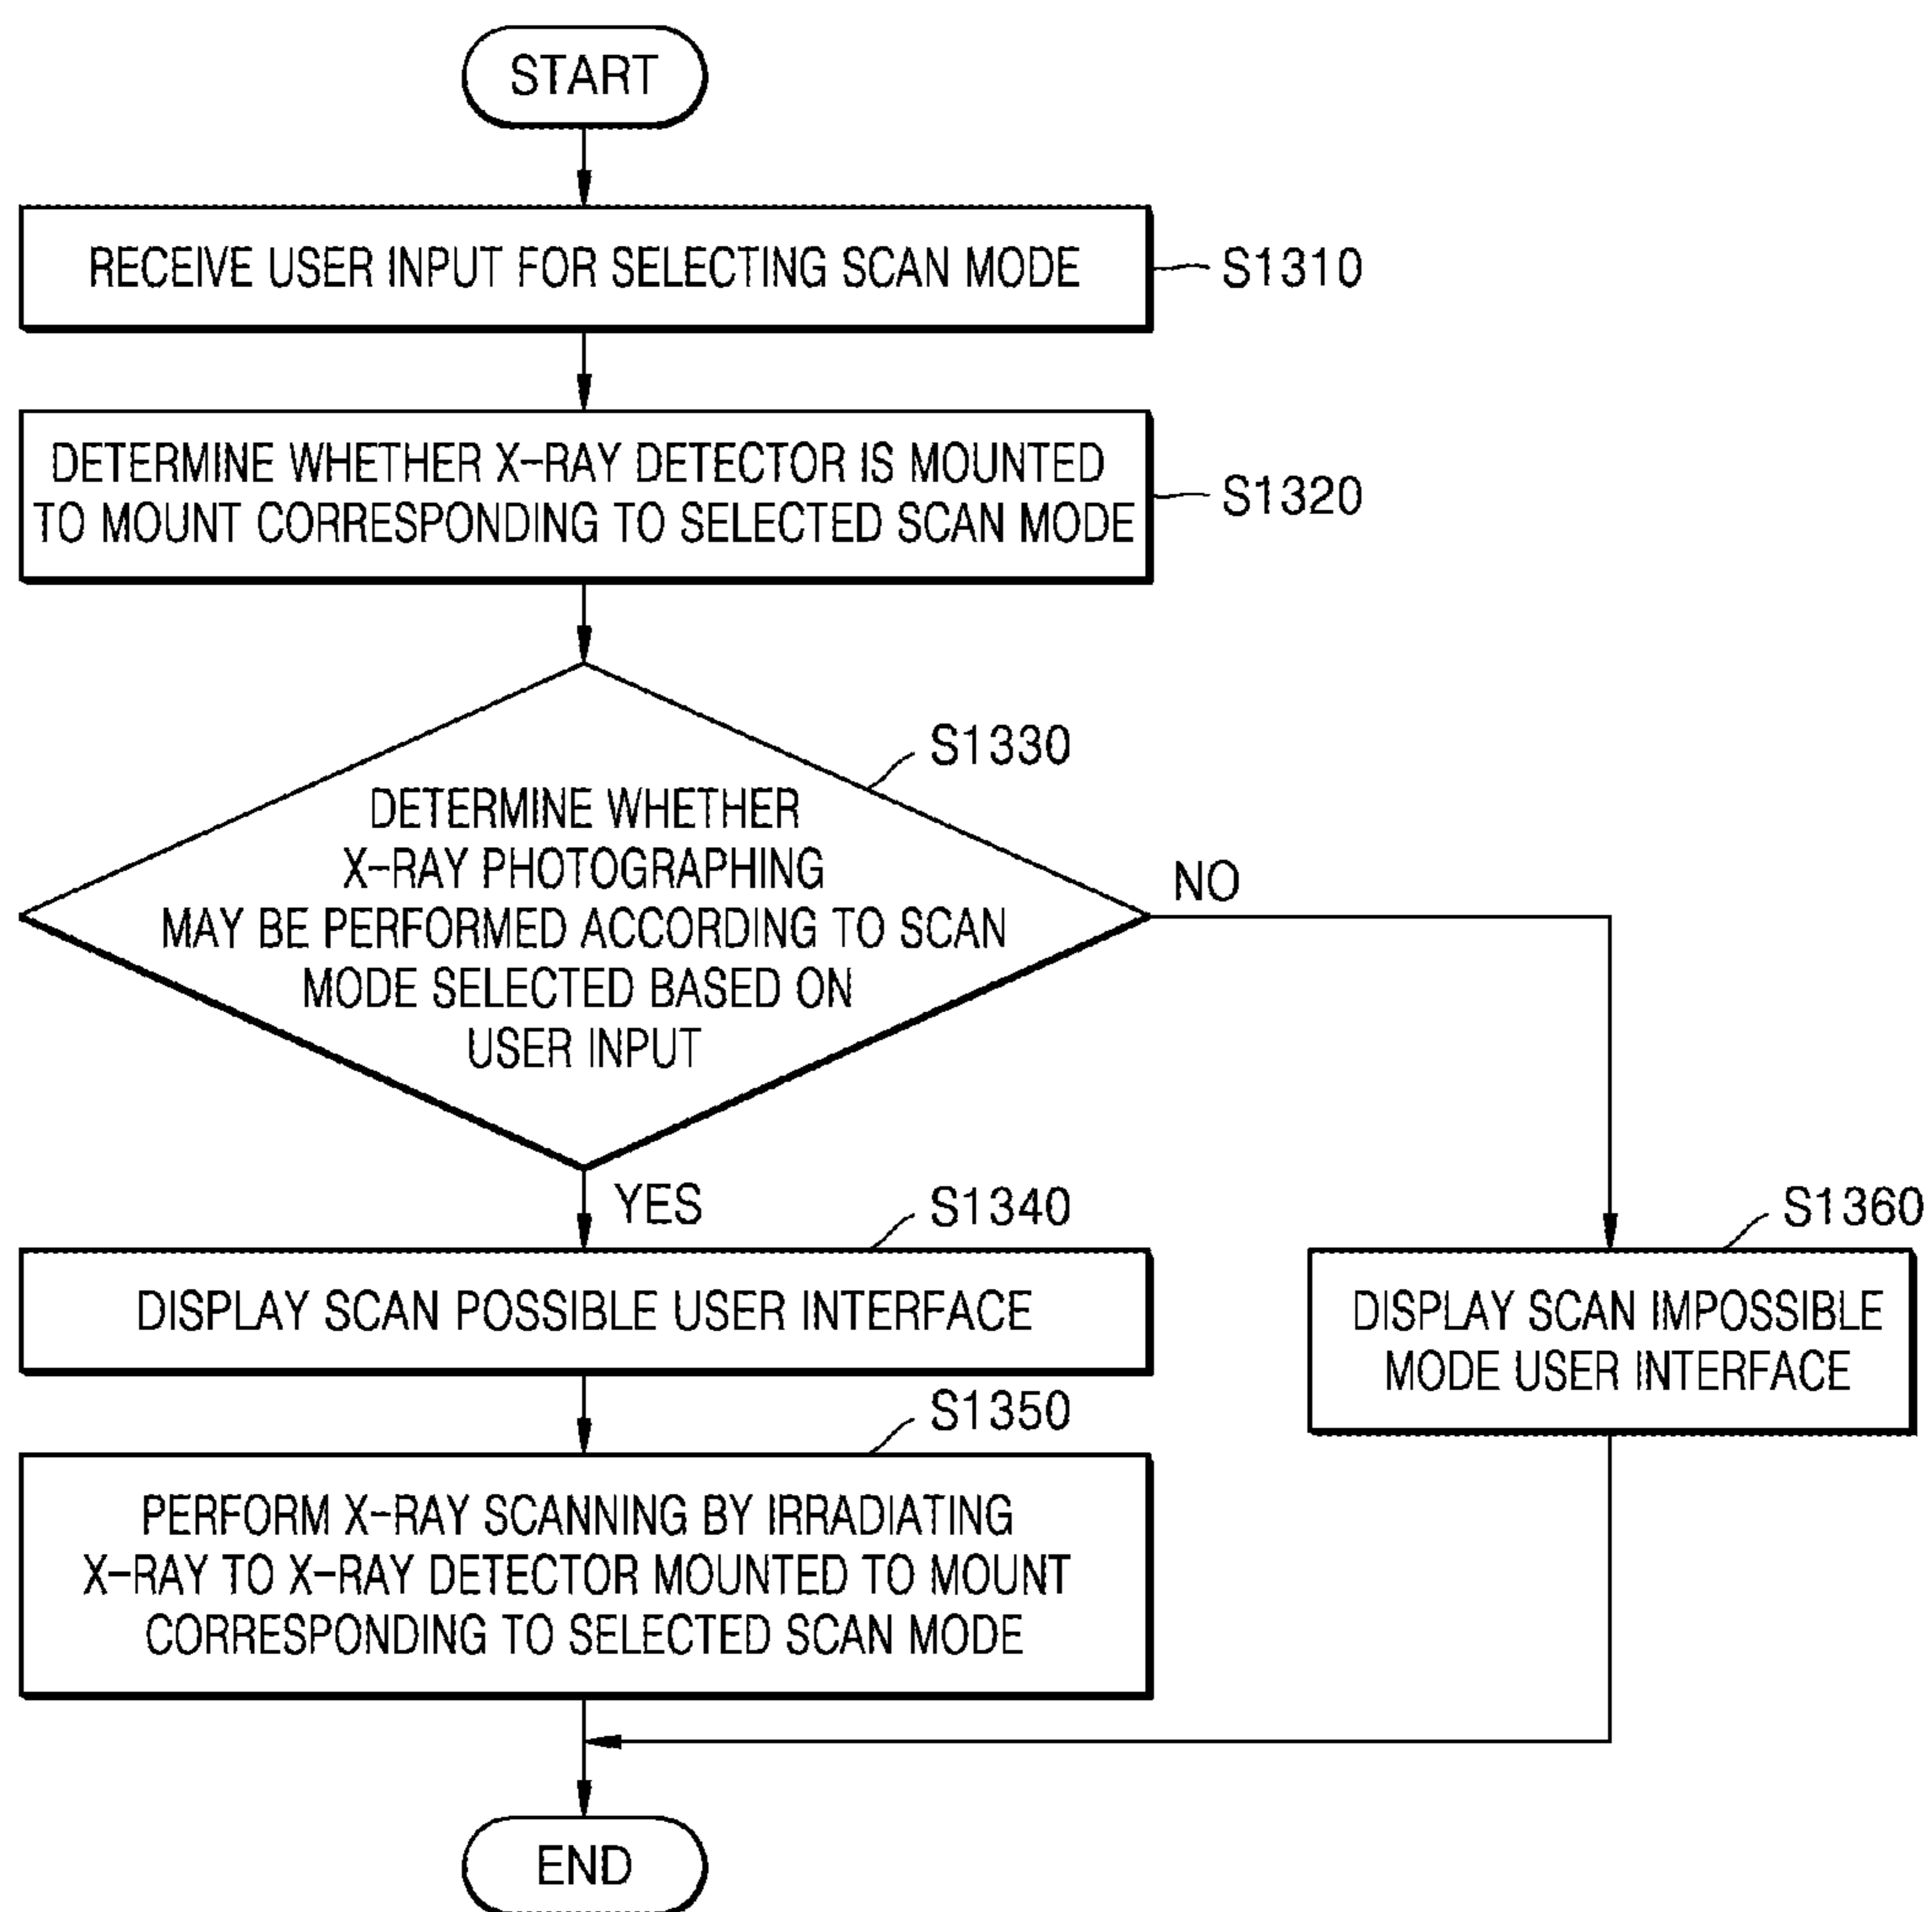 START
RECEIVE USER INPUT FOR SELECTING SCAN MODE
S1310
DETERMINE WHETHER X-RAY DETECTOR IS MOUNTED
TO MOUNT CORRESPONDING TO SELECTED SCAN MODE
S1320
S1330
DETERMINE WHETHER
X-RAY PHOTOGRAPHING
MAY BE PERFORMED ACCORDING TO SCAN
MODE SELECTED BASED ON
USER INPUT
NO
YES
S1340
DISPLAY SCAN POSSIBLE USER INTERFACE
S1360
DISPLAY SCAN IMPOSSIBLE
MODE USER INTERFACE
S1350
PERFORM X-RAY SCANNING BY IRRADIATING
X-RAY TO X-RAY DETECTOR MOUNTED TO MOUNT
CORRESPONDING TO SELECTED SCAN MODE
END